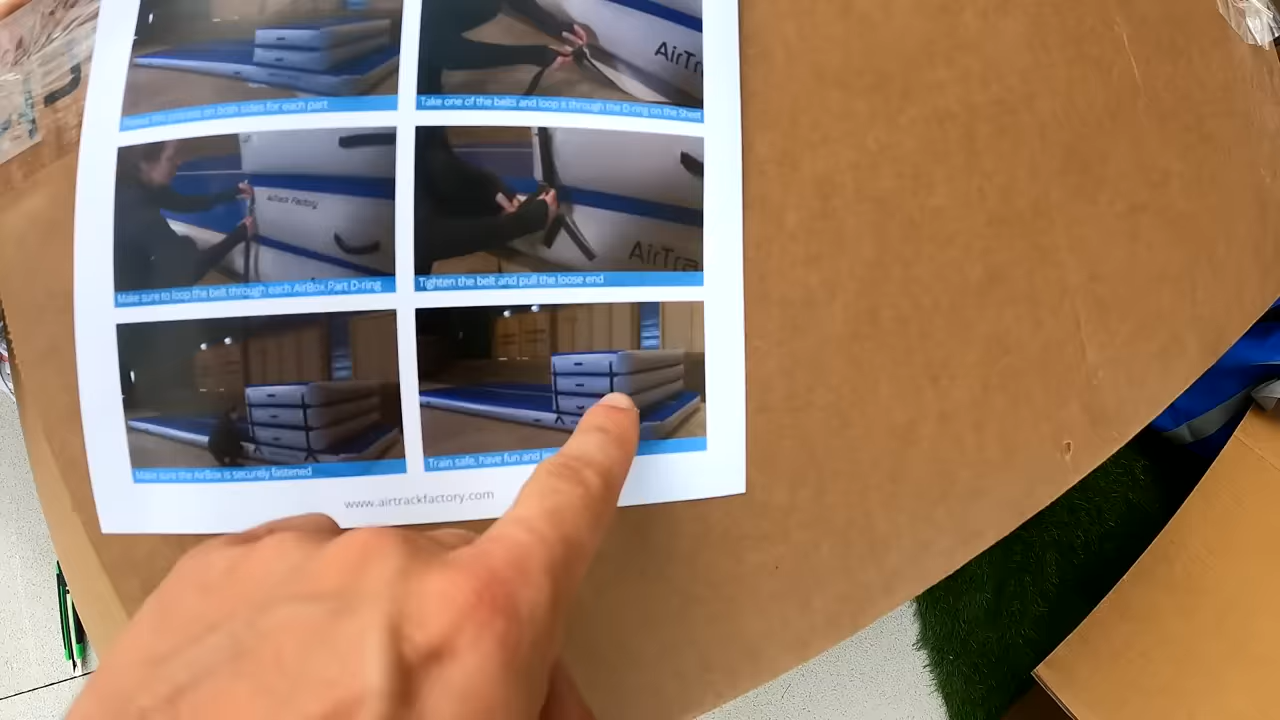 this process on both sides for each part
Take one of the belts and loop it through the D-ring on the Sheet
AirTr
Make sure to loop the belt through each AirBox Part D-ring
Tighten the belt and pull the loose end
Factory
AirTra
Make sure the AirBox is securely fastened
Train safe, have fun and
www.airtrackfactory.com